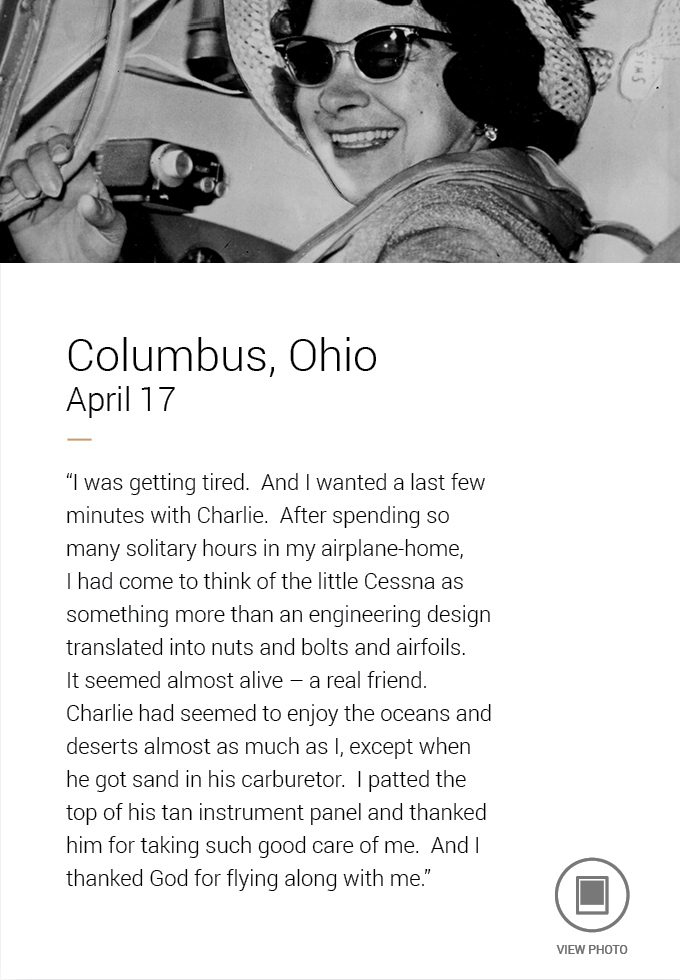 Columbus, Ohio
April 17
“I was getting tired.  And I wanted a last few
minutes with Charlie.  After spending so
many solitary hours in my airplane-home,
I had come to think of the little Cessna as
something more than an engineering design
translated into nuts and bolts and airfoils.
It seemed almost alive – a real friend.
Charlie had seemed to enjoy the oceans and
deserts almost as much as I, except when
he got sand in his carburetor.  I patted the
top of his tan instrument panel and thanked
him for taking such good care of me.  And I
thanked God for flying along with me.”
VIEW PHOTO